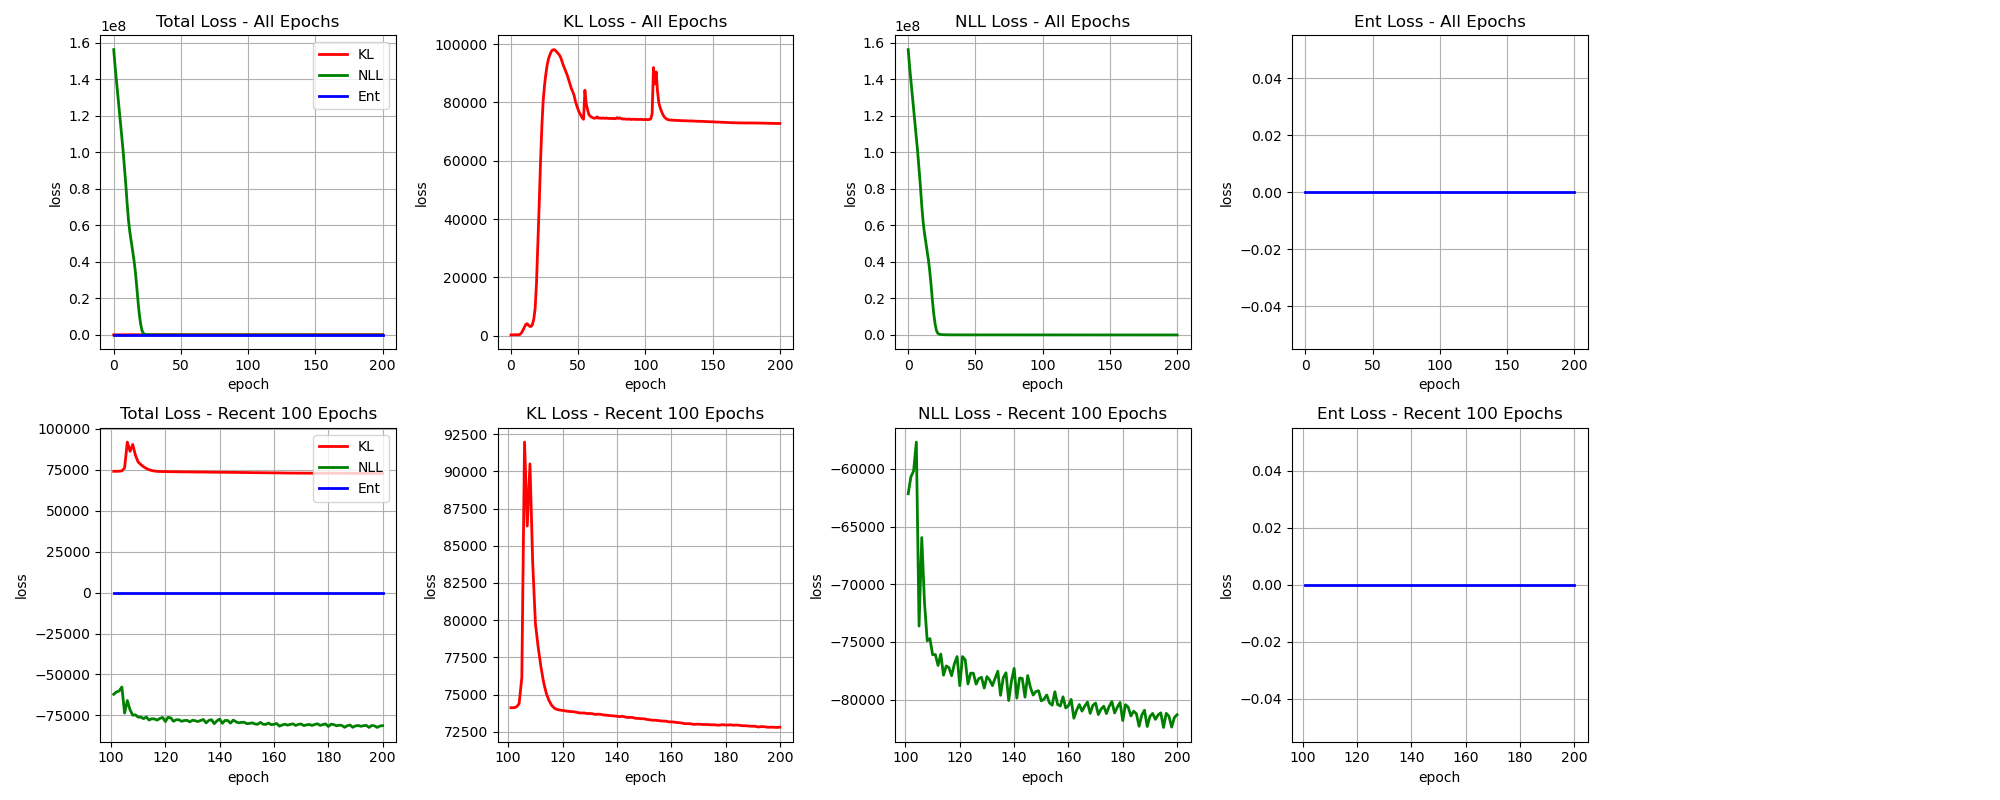 Total Loss - All Epochs
1e8
1.6
1.4
1.2
1.0
0.8
0.6
0.4
0.2
0.0
loss
0 50 100 150 200
epoch
KL
NLL
Ent
KL Loss - All Epochs
100000
80000
60000
40000
20000
0
loss
0 50 100 150 200
epoch
NLL Loss - All Epochs
1e8
1.6
1.4
1.2
1.0
0.8
0.6
0.4
0.2
0.0
loss
0 50 100 150 200
epoch
Ent Loss - All Epochs
0.04
0.02
0.00
−0.02
−0.04
loss
0 50 100 150 200
epoch
Total Loss - Recent 100 Epochs
100000
75000
50000
25000
0
−25000
−50000
−75000
loss
100 120 140 160 180 200
epoch
KL
NLL
Ent
KL Loss - Recent 100 Epochs
92500
90000
87500
85000
82500
80000
77500
75000
72500
loss
100 120 140 160 180 200
epoch
NLL Loss - Recent 100 Epochs
−60000
−65000
−70000
−75000
−80000
loss
100 120 140 160 180 200
epoch
Ent Loss - Recent 100 Epochs
0.04
0.02
0.00
−0.02
−0.04
loss
100 120 140 160 180 200
epoch